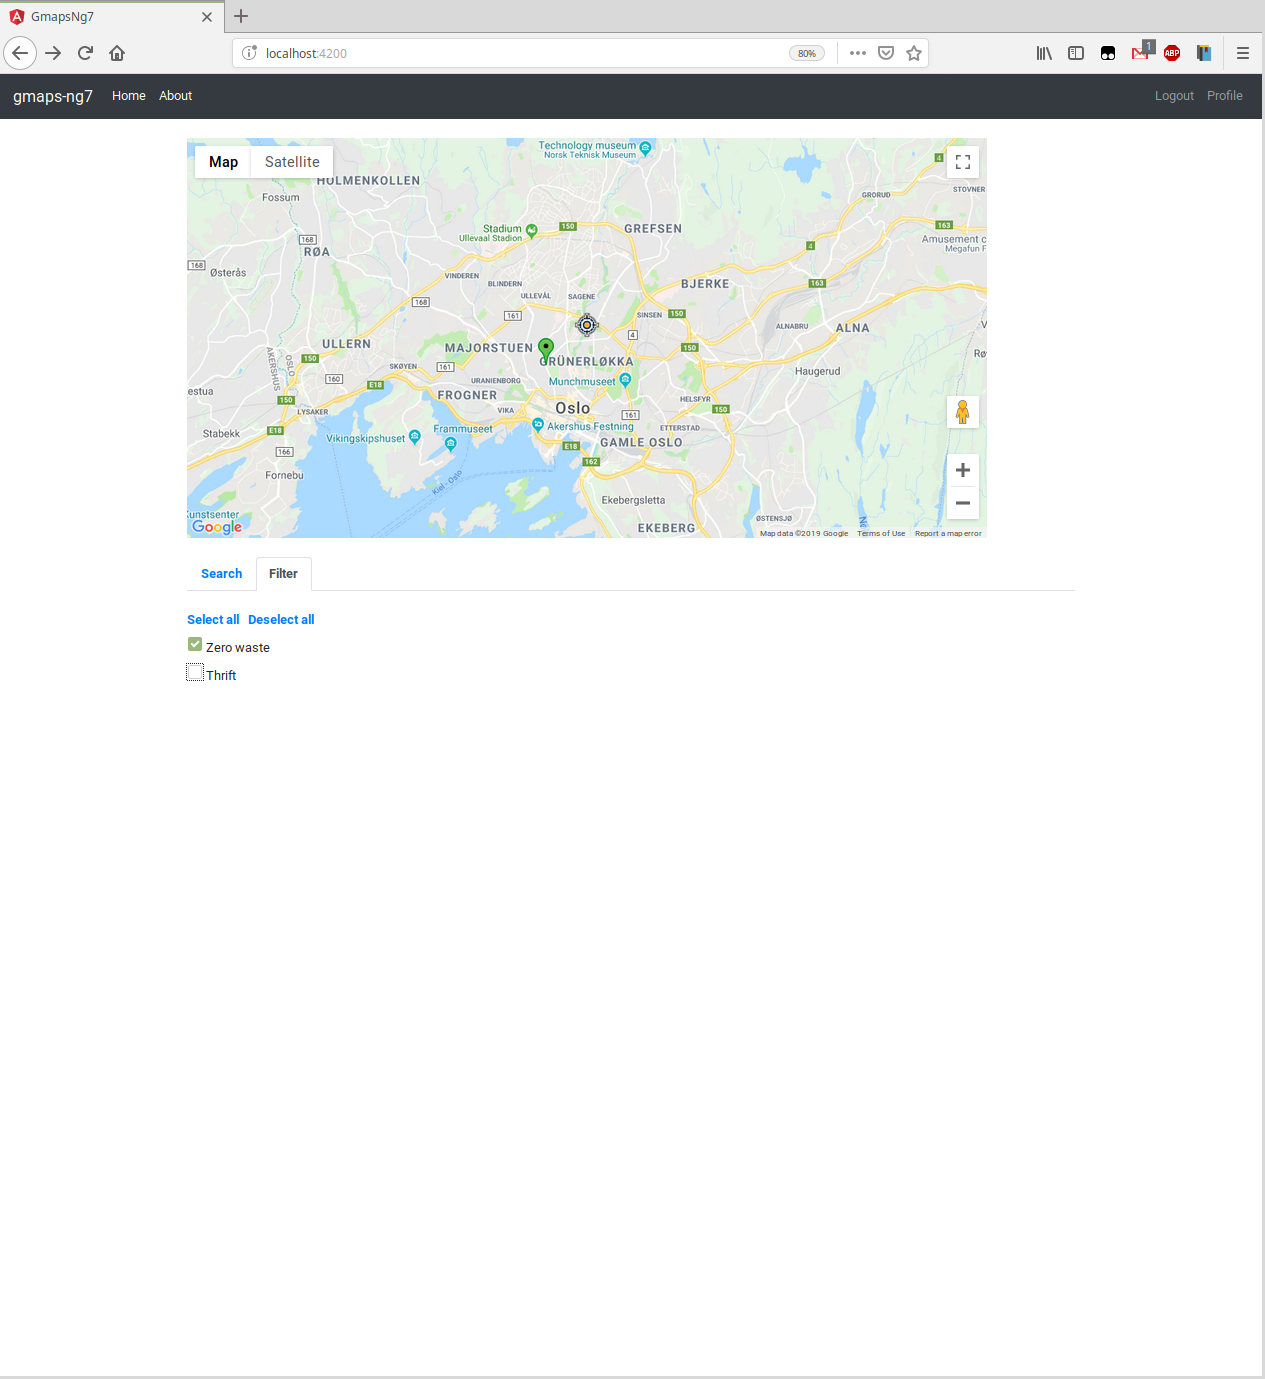 GmapsNg7
localhost:4200
80%
1
ABP
gmaps-ng7 Home About Logout Profile
Map Satellite
Technology museum
Norsk Teknisk Museum
HOLMENKOLLEN
Fossum
4
GRORUD
STOVNER
Stadium
Ullevaal Stadion
150
GREFSEN
163
168
RØA
4
Amusement c
Megafun F
168
Østerås
VINDEREN
BLINDERN
BJERKE
163
ULLEVÅL
SAGENE
168
161
SINSEN
150
ALNABRU
ALNA
4
ULLERN
MAJORSTUEN
150
AKERSHUS
OSLO
150
GRÜNERLØKKA
SKØYEN
161
Haugerud
160
E18
URANIENBORG
Munchmuseet
estua
FROGNER
150
LYSAKER
VIKA
Oslo
161
HELSFYR
150
E18
Stabekk
Vikingskipshuset
Frammuseet
Akershus Festning
ETTERSTAD
166
E18
GAMLE OSLO
162
Fornebu
Kiel - Oslo
Ekebergsletta
unstsenter
Google
EKEBERG
ØSTENSJØ
Map data ©2019 Google Terms of Use Report a map error
Search Filter
Select all Deselect all
Zero waste
Thrift